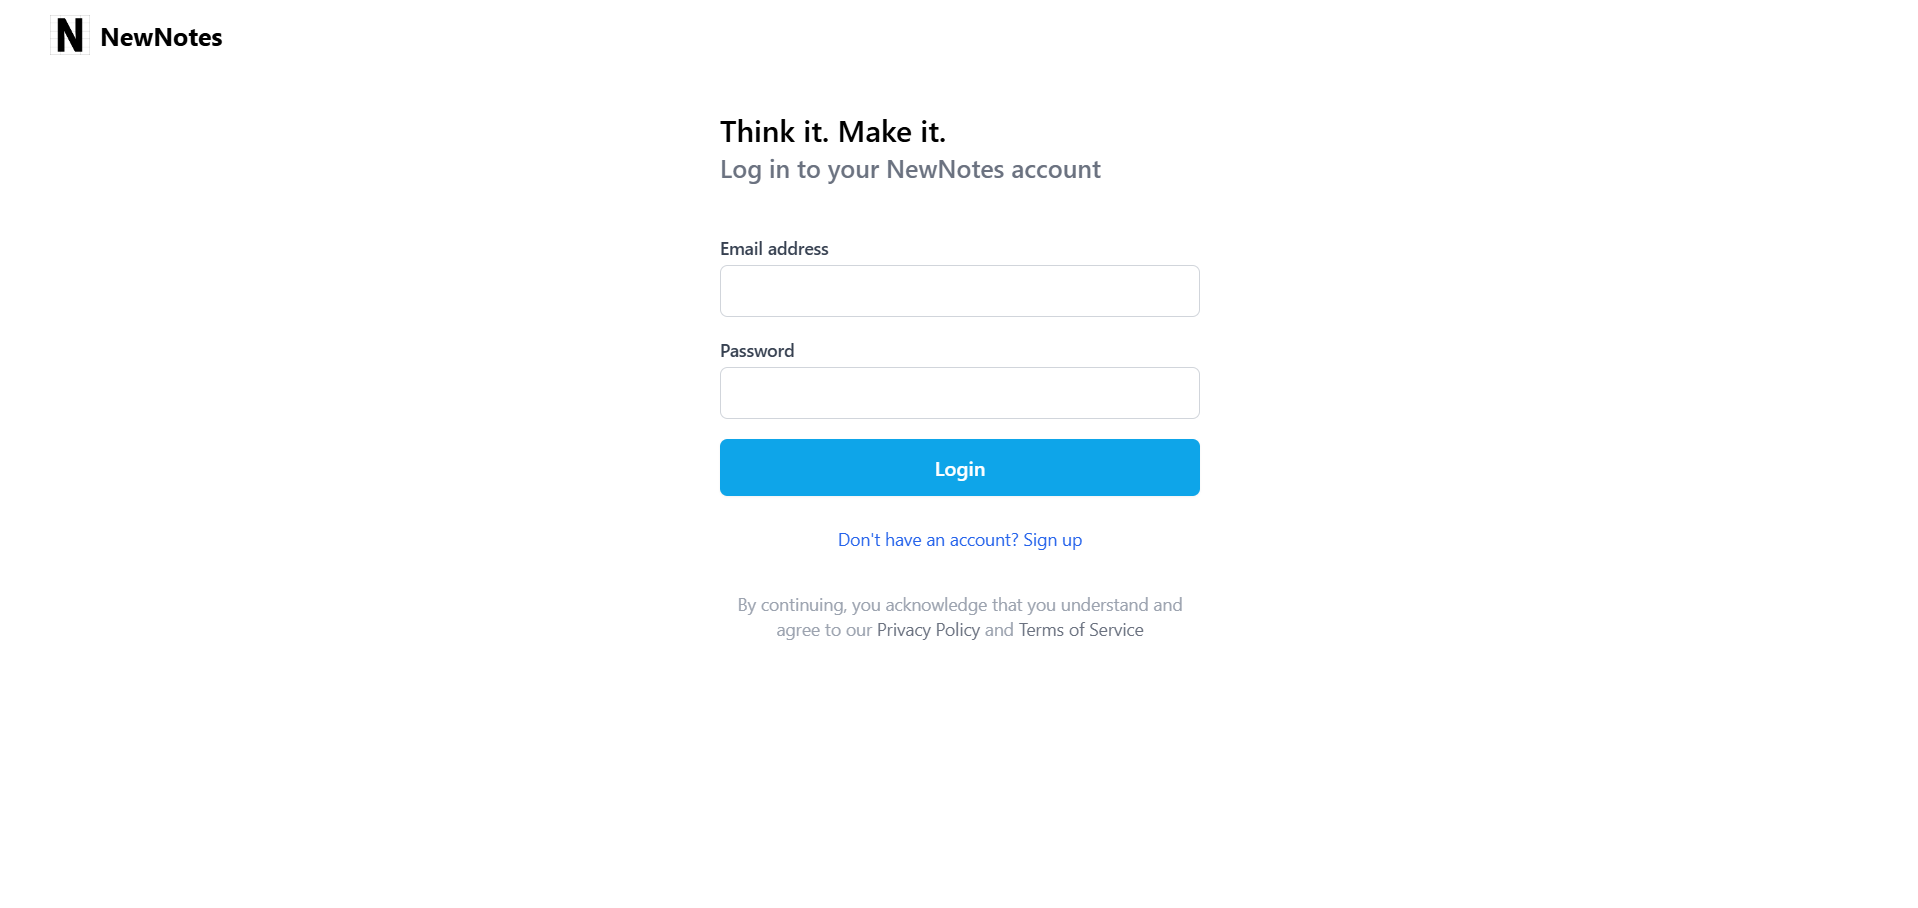 N NewNotes
Think it. Make it.
Log in to your NewNotes account
Email address
Password
Login
Don't have an account? Sign up
By continuing, you acknowledge that you understand and
agree to our Privacy Policy and Terms of Service